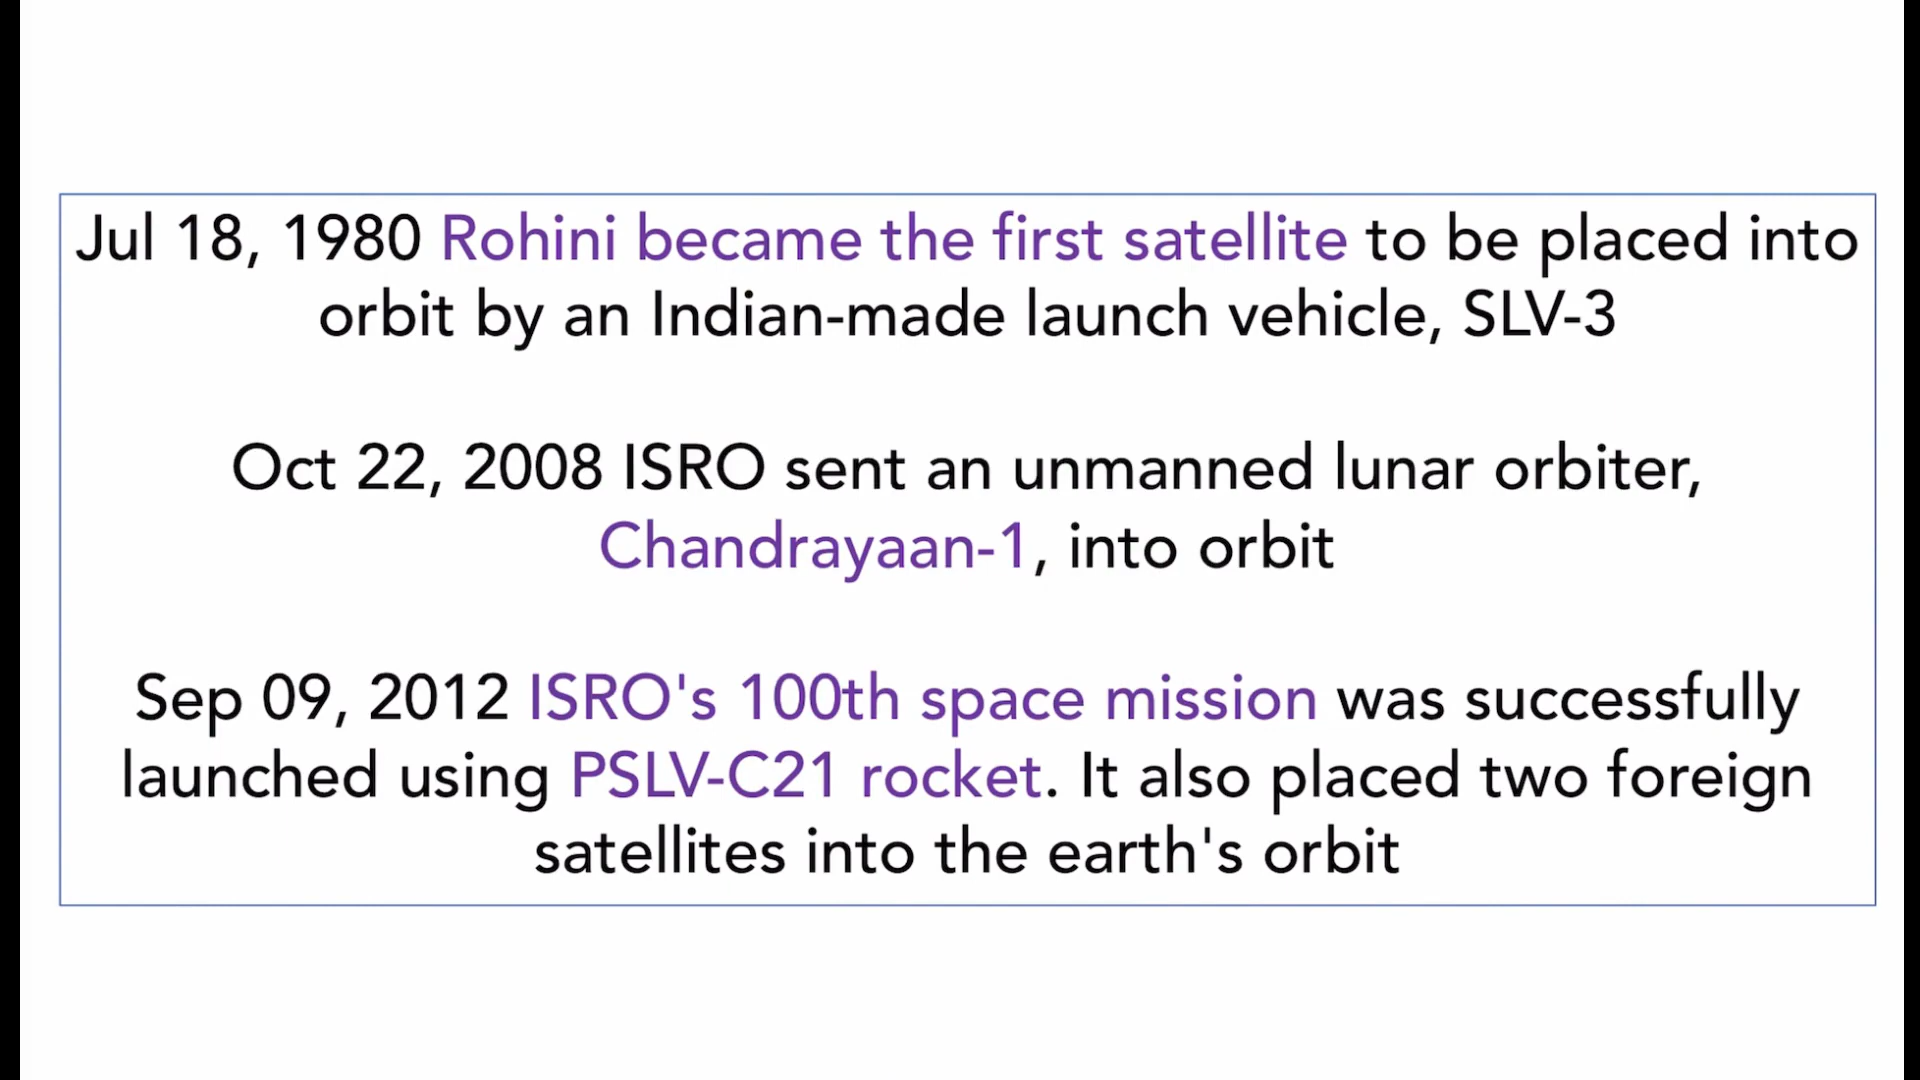 Jul 18, 1980 Rohini became the first satellite to be placed into
orbit by an Indian-made launch vehicle, SLV-3
Oct 22, 2008 ISRO sent an unmanned lunar orbiter,
Chandrayaan-1, into orbit
Sep 09, 2012 ISRO's 100th space mission was successfully
launched using PSLV-C21 rocket. It also placed two foreign
satellites into the earth's orbit